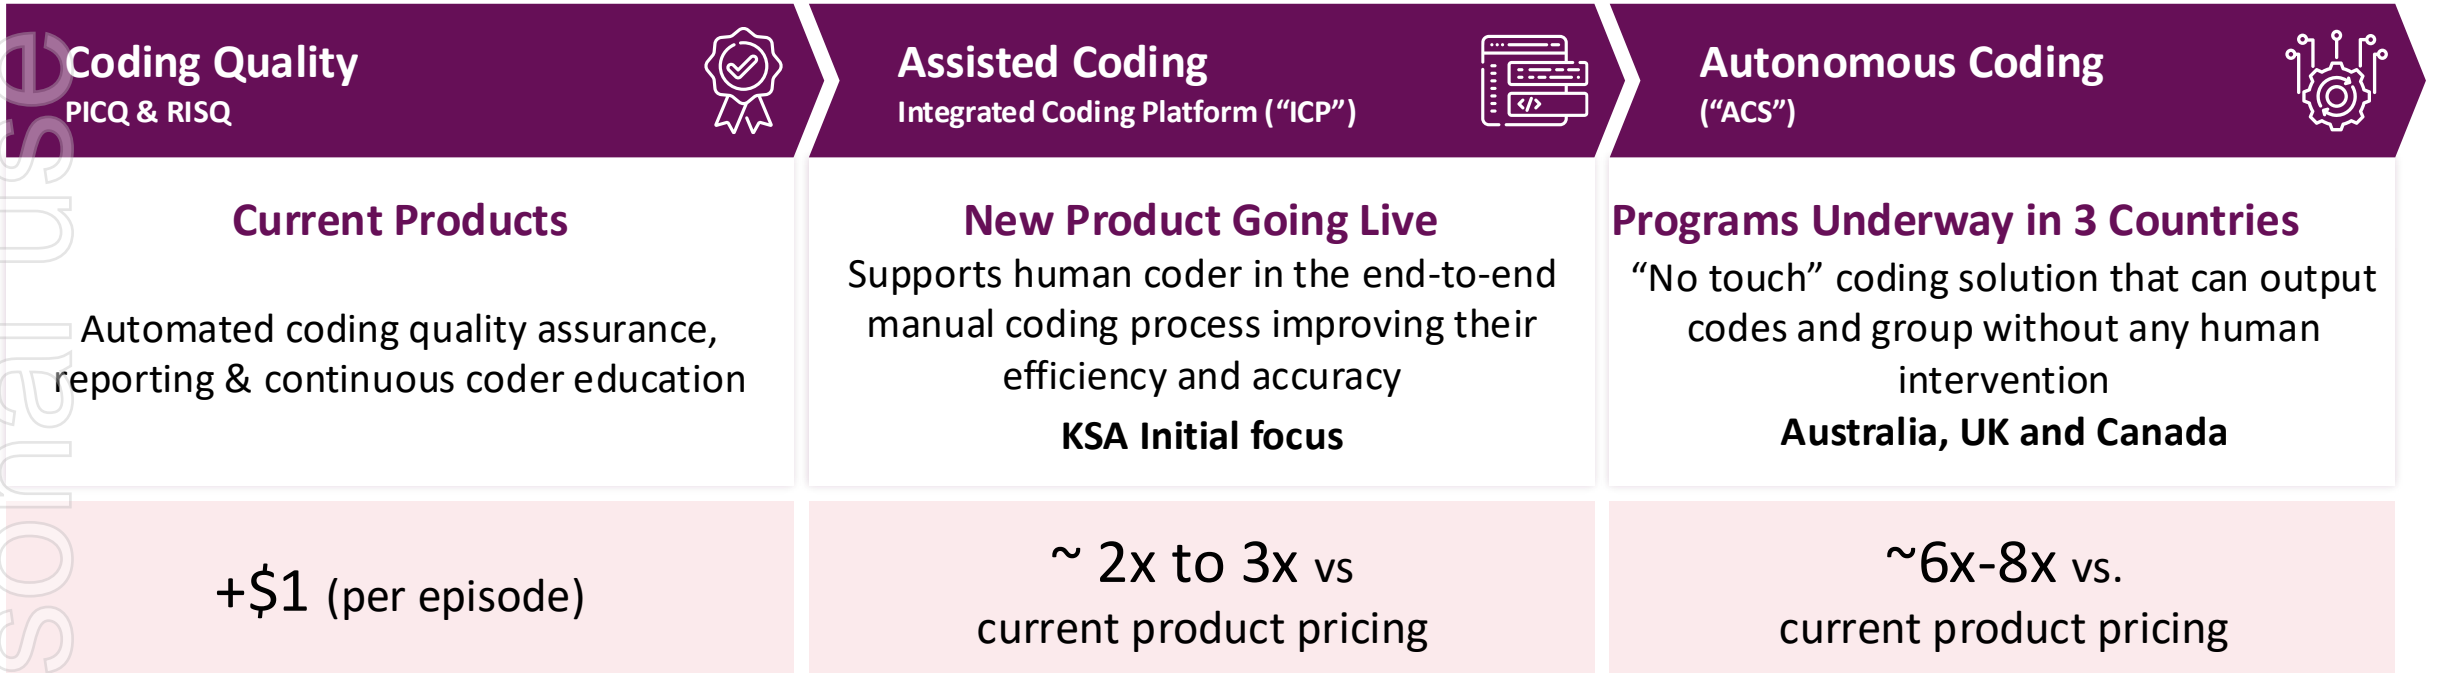 Coding Quality
PICQ & RISQ
Current Products
Automated coding quality assurance,
reporting & continuous coder education
+$1 (per episode)
Assisted Coding
Integrated Coding Platform (“ICP”)
New Product Going Live
Supports human coder in the end-to-end
manual coding process improving their
efficiency and accuracy
KSA Initial focus
~ 2x to 3x vs
current product pricing
Autonomous Coding
(“ACS”)
Programs Underway in 3 Countries
“No touch” coding solution that can output
codes and group without any human
intervention
Australia, UK and Canada
~6x-8x vs.
current product pricing
sonal use